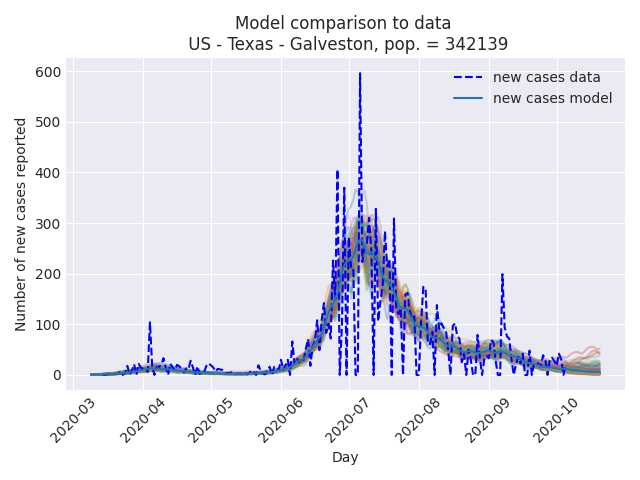 Model comparison to data
US - Texas - Galveston, pop. = 342139
new cases data
new cases model
Number of new cases reported
600
500
400
300
200
100
0
2020-03
2020-04
2020-05
2020-06
2020-07
2020-08
2020-09
2020-10
Day